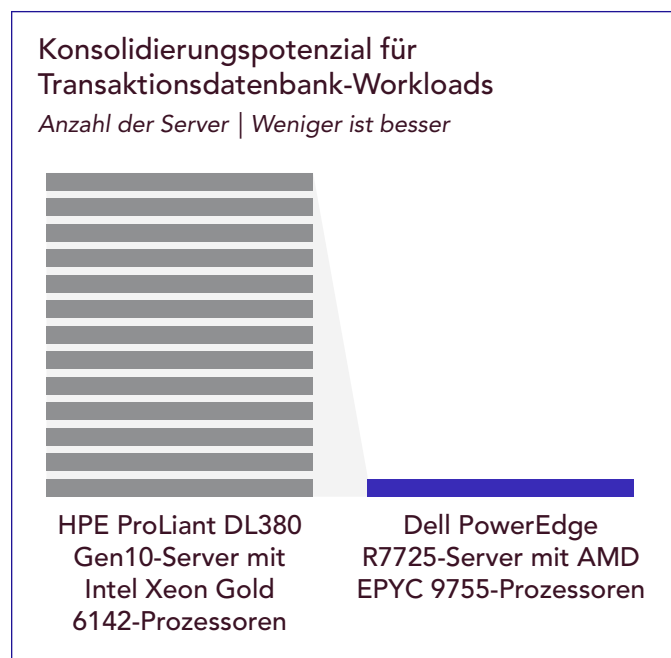 Konsolidierungspotenzial für
Transaktionsdatenbank-Workloads
Anzahl der Server | Weniger ist besser
HPE ProLiant DL380
Gen10-Server mit
Intel Xeon Gold
6142-Prozessoren
Dell PowerEdge
R7725-Server mit AMD
EPYC 9755-Prozessoren